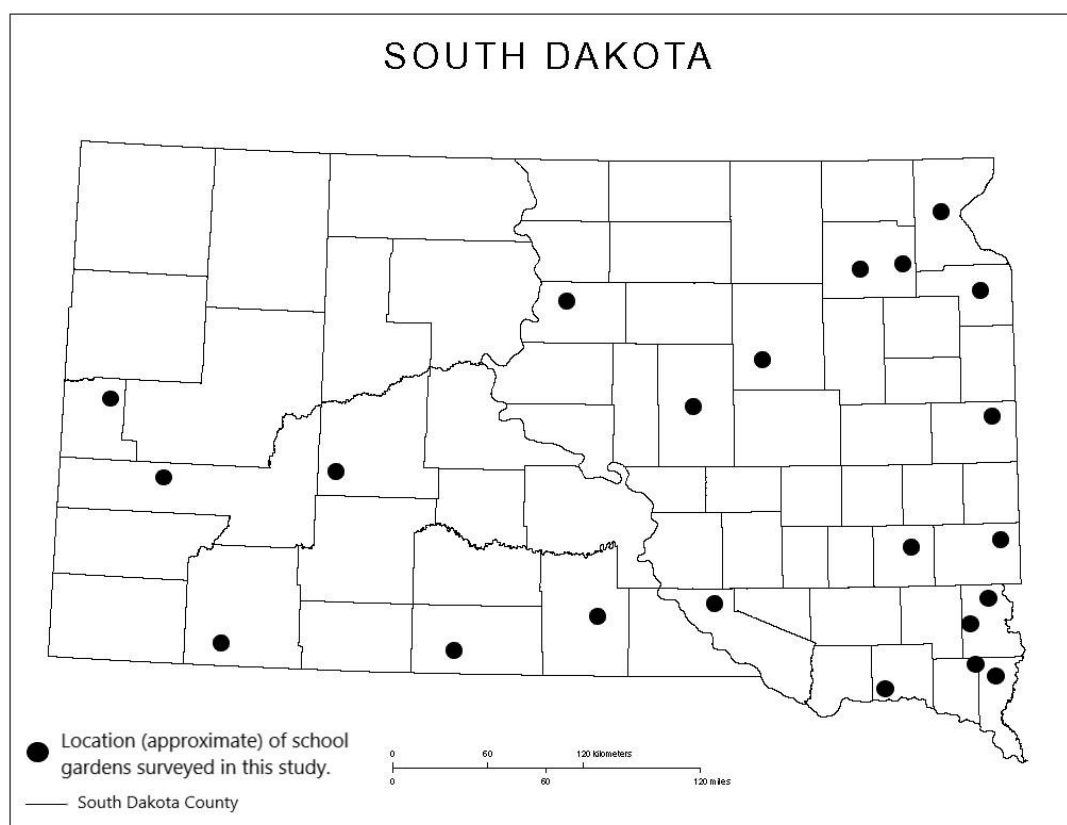 SOUTH DAKOTA
Location (approximate) of school
gardens surveyed in this study.
South Dakota County
0 60 120 kilometers
0 60 120 miles